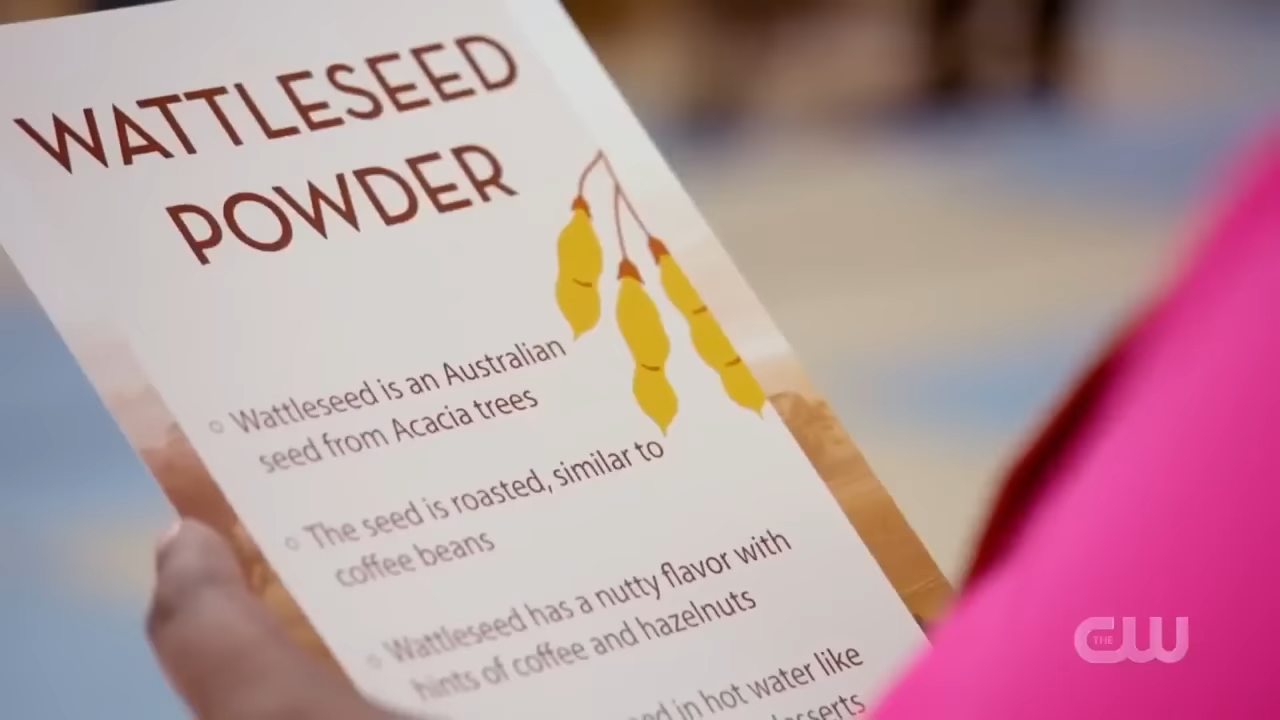 WATTLESEED
POWDER
Wattleseed is an Australian
seed from Acacia trees
The seed is roasted, similar to
coffee beans
Wattleseed has a nutty flavor with
hints of coffee and hazelnuts
in hot water like
desserts
THE CW